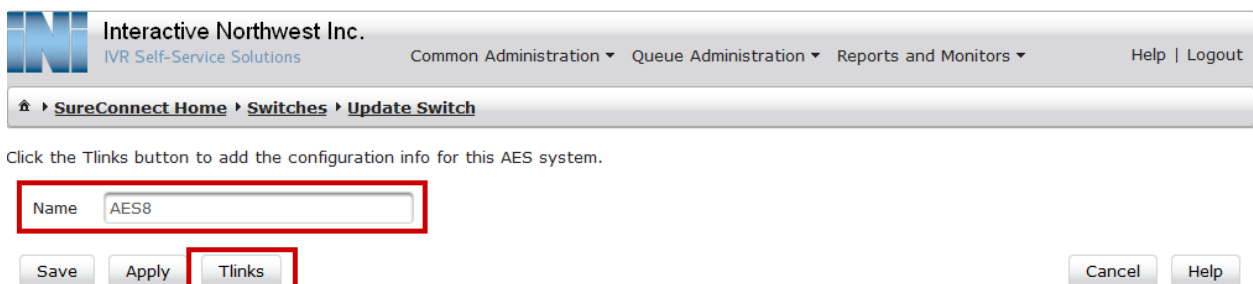 iNi Interactive Northwest Inc.
IVR Self-Service Solutions Common Administration Queue Administration Reports and Monitors Help | Logout
SureConnect Home Switches Update Switch
Click the Tlinks button to add the configuration info for this AES system.
Name AES8
Save Apply Tlinks Cancel Help